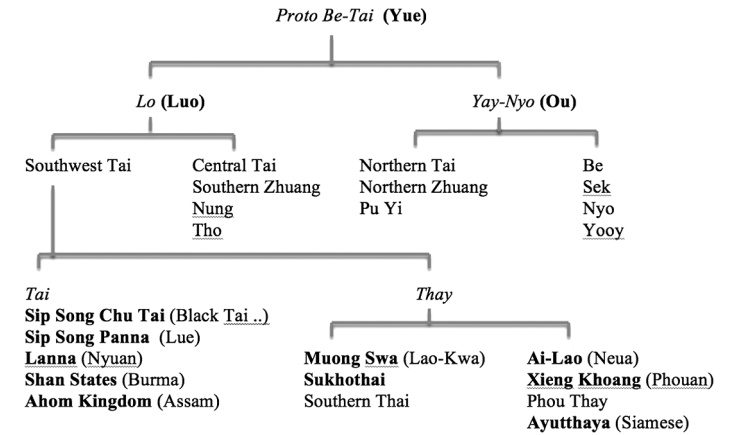 Proto Be-Tai (Yue)
Lo (Luo)
Yay-Nyo (Ou)
Southwest Tai
Central Tai
Southern Zhuang
Nung
Tho
Northern Tai
Northern Zhuang
Pu Yi
Be
Sek
Nyo
Yooy
Tai
Sip Song Chu Tai (Black Tai ..)
Sip Song Panna (Lue)
Lanna (Nyuan)
Shan States (Burma)
Ahom Kingdom (Assam)
Thay
Muong Swa (Lao-Kwa)
Sukhothai
Southern Thai
Ai-Lao (Neua)
Xieng Khoang (Phouan)
Phou Thay
Ayutthaya (Siamese)